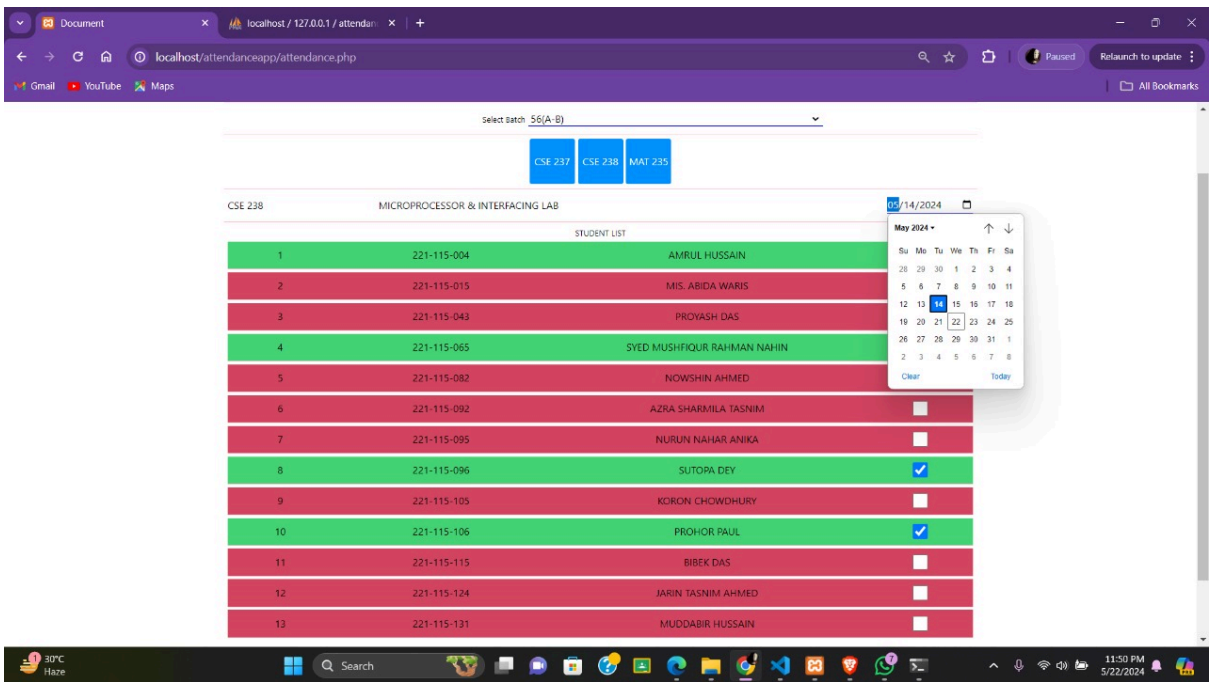 Document
localhost / 127.0.0.1 / attendan
localhost/attendanceapp/attendance.php
Paused
Relaunch to update
Gmail YouTube Maps
All Bookmarks
Select Batch 56(A-B)
CSE 237 CSE 238 MAT 235
CSE 238 MICROPROCESSOR & INTERFACING LAB 05/14/2024
STUDENT LIST
May 2024
Su Mo Tu We Th Fr Sa
28 29 30 1 2 3 4
5 6 7 8 9 10 11
12 13 14 15 16 17 18
19 20 21 22 23 24 25
26 27 28 29 30 31 1
2 3 4 5 6 7 8
Clear Today
1 221-115-004 AMRUL HUSSAIN
2 221-115-015 MIS. ABIDA WARIS
3 221-115-043 PROYASH DAS
4 221-115-065 SYED MUSHFIQUR RAHMAN NAHIN
5 221-115-082 NOWSHIN AHMED
6 221-115-092 AZRA SHARMILA TASNIM
7 221-115-095 NURUN NAHAR ANIKA
8 221-115-096 SUTOPA DEY
9 221-115-105 KORON CHOWDHURY
10 221-115-106 PROHOR PAUL
11 221-115-115 BIBEK DAS
12 221-115-124 JARIN TASNIM AHMED
13 221-115-131 MUDDABIR HUSSAIN
1
30°C
Haze
Search
7
11:50 PM
5/22/2024